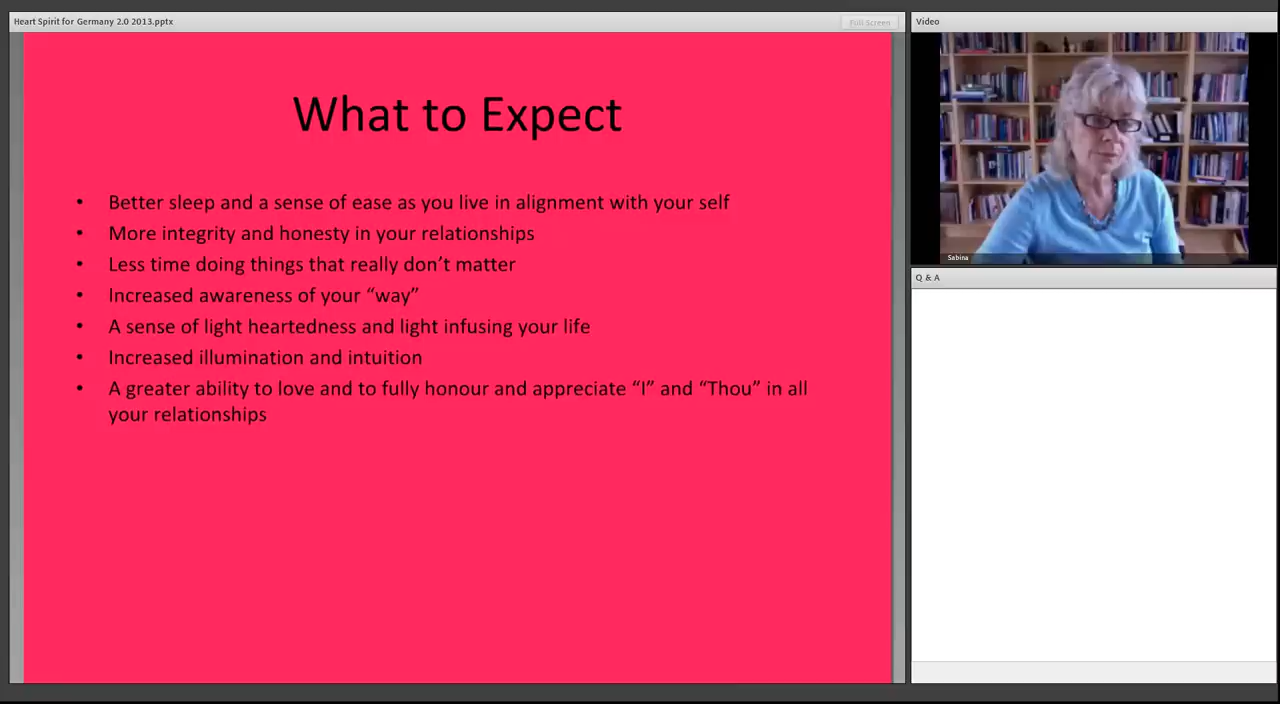 Heart Spirit for Germany 2.0 2013.pptx
Full Screen
Video
What to Expect
• Better sleep and a sense of ease as you live in alignment with your self
• More integrity and honesty in your relationships
• Less time doing things that really don’t matter
• Increased awareness of your “way”
• A sense of light heartedness and light infusing your life
• Increased illumination and intuition
• A greater ability to love and to fully honour and appreciate “I” and “Thou” in all
your relationships
Sabina
Q & A